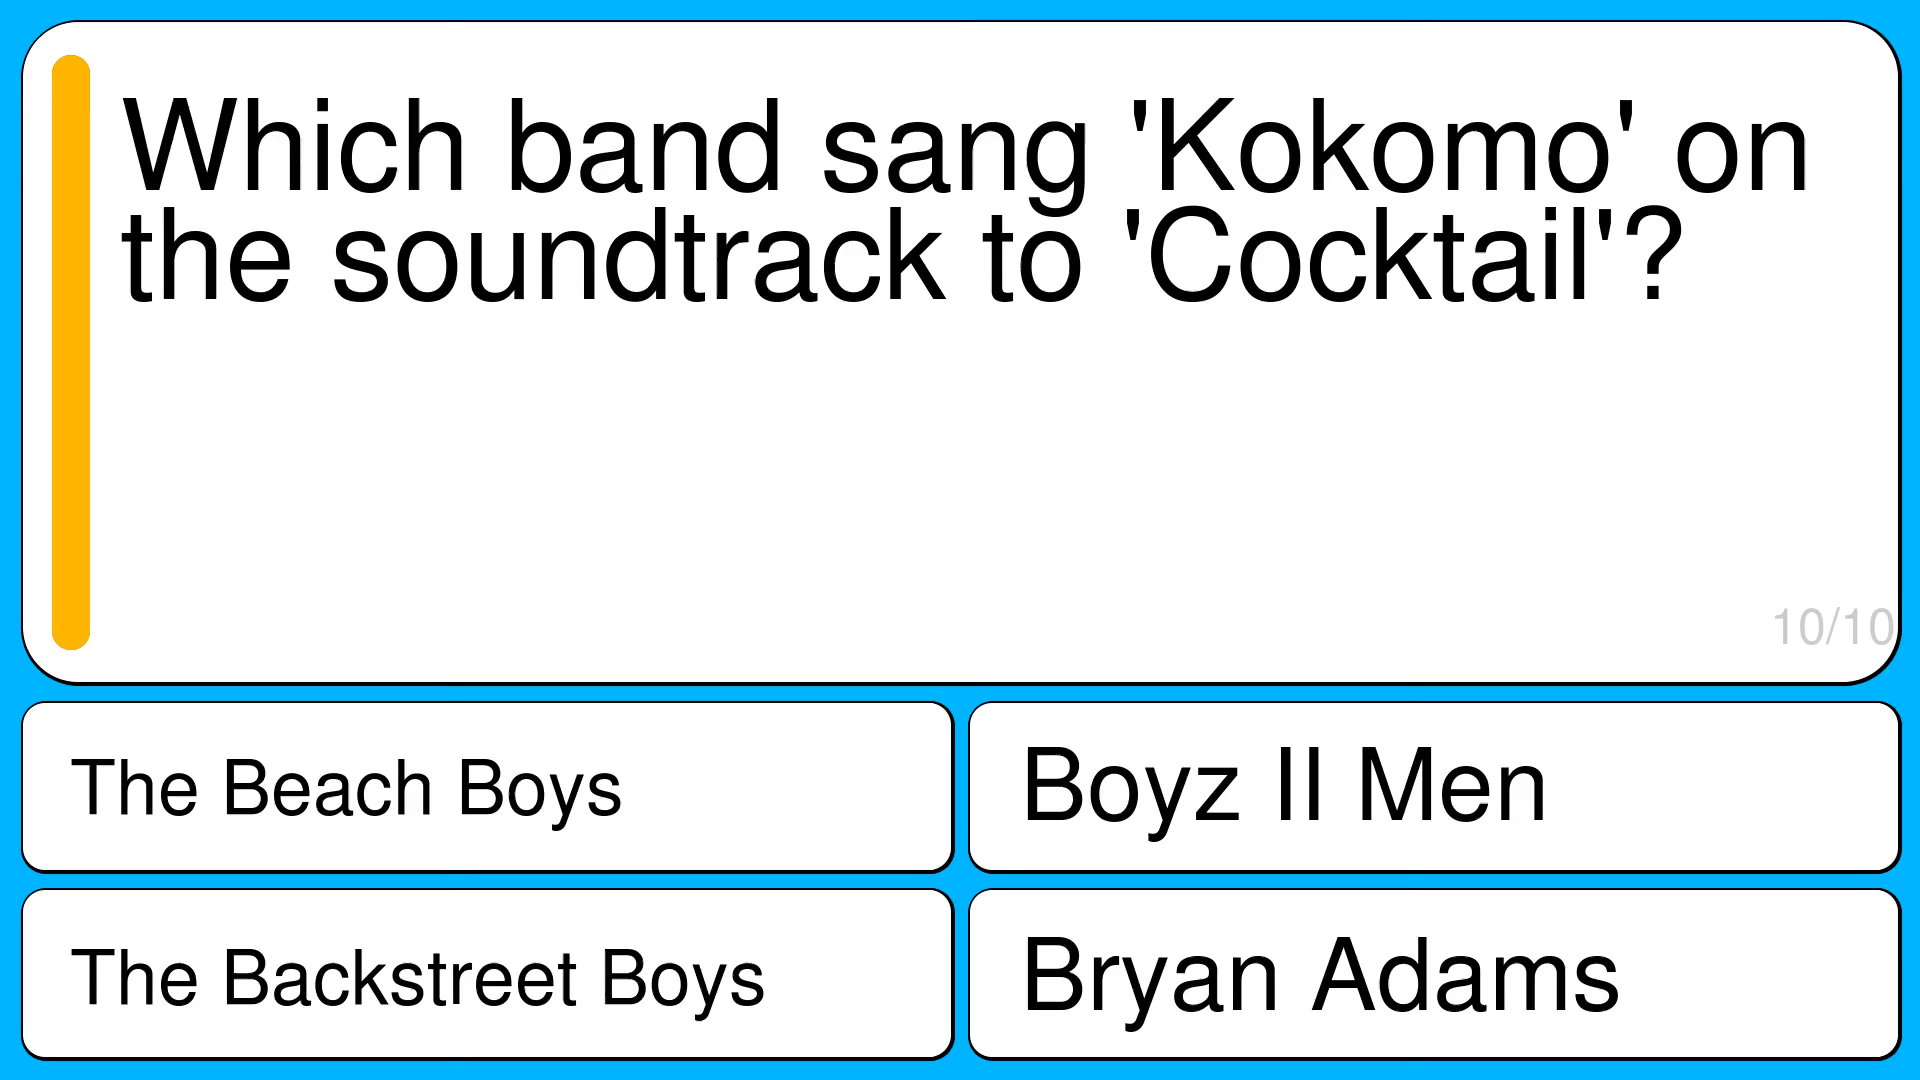 Which band sang 'Kokomo' on
the soundtrack to 'Cocktail'?
10/10
The Beach Boys
Boyz II Men
The Backstreet Boys
Bryan Adams